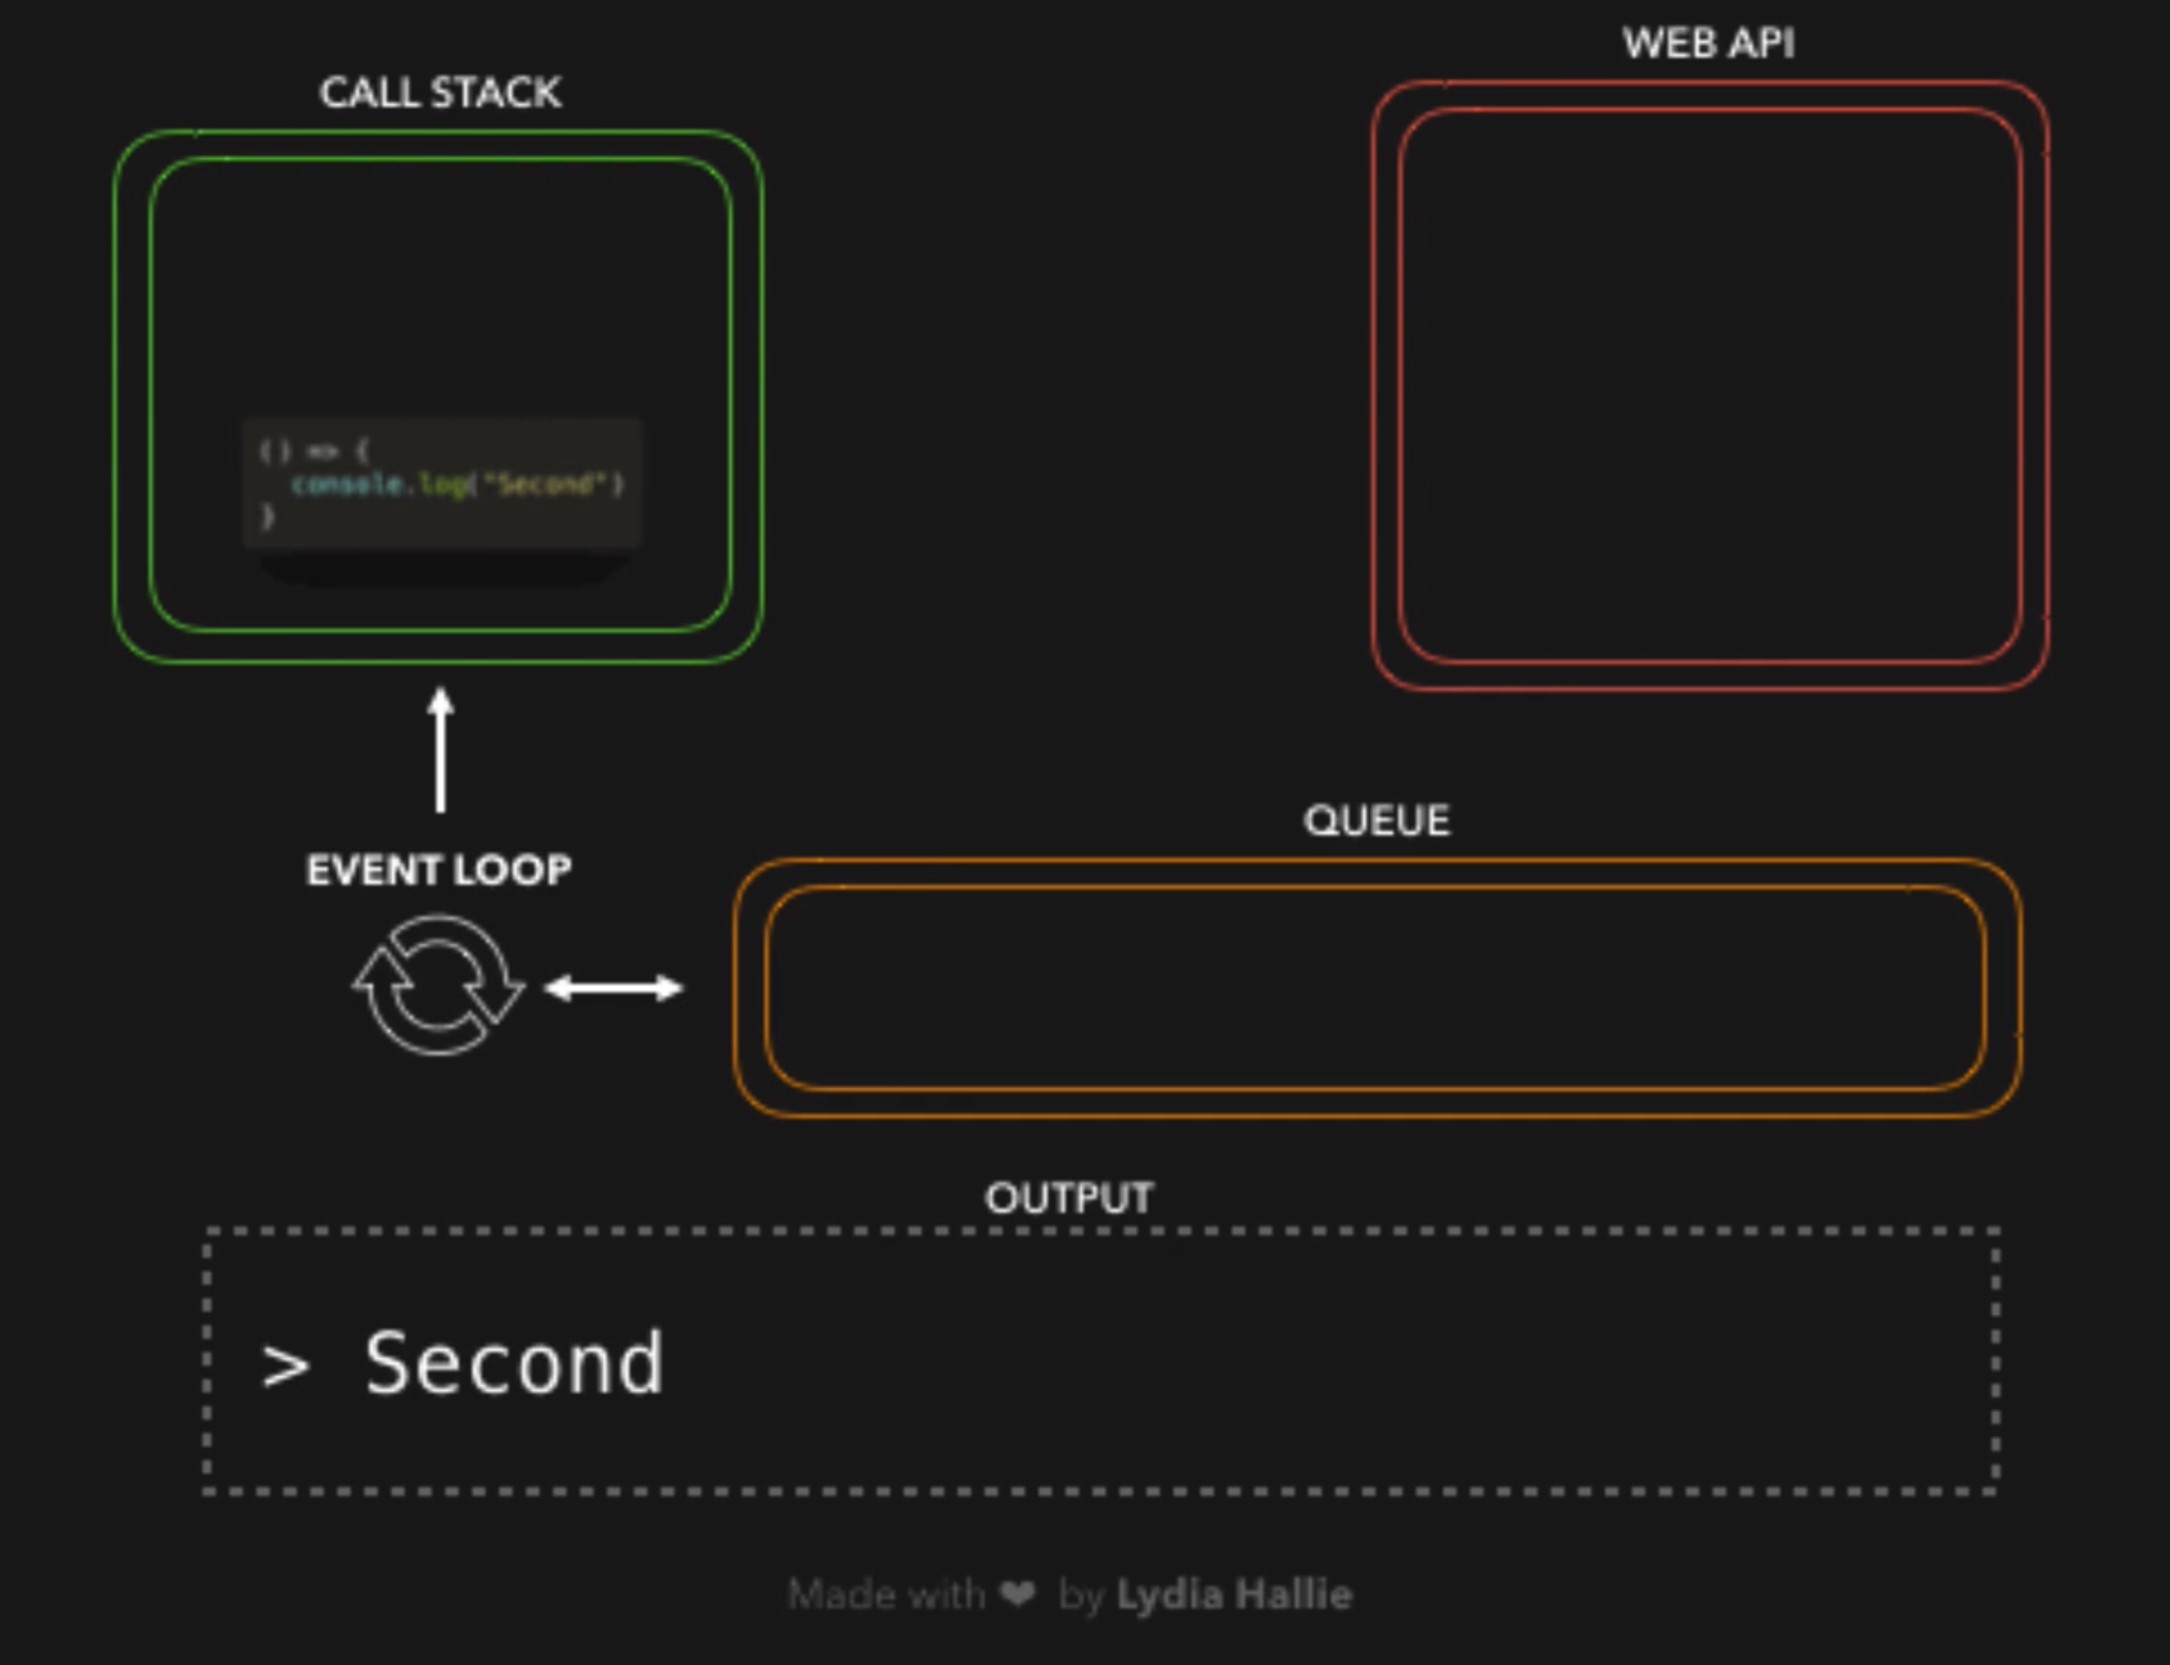 WEB API
CALL STACK
() => {
console.log("Second")
}
QUEUE
EVENT LOOP
OUTPUT
> Second
Made with ❤ by Lydia Hallie